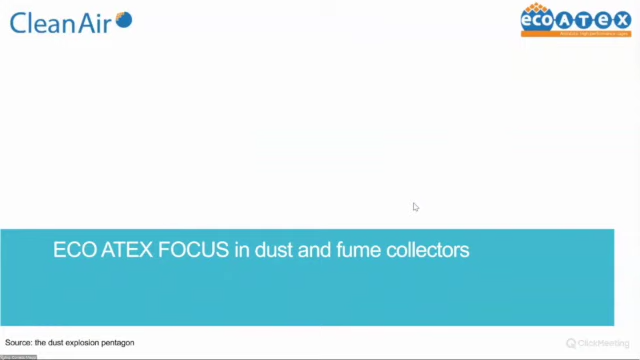 CleanAir
ecoATEX
ECO ATEX FOCUS in dust and fume collectors
Source: the dust explosion pentagon
ClickMeeting